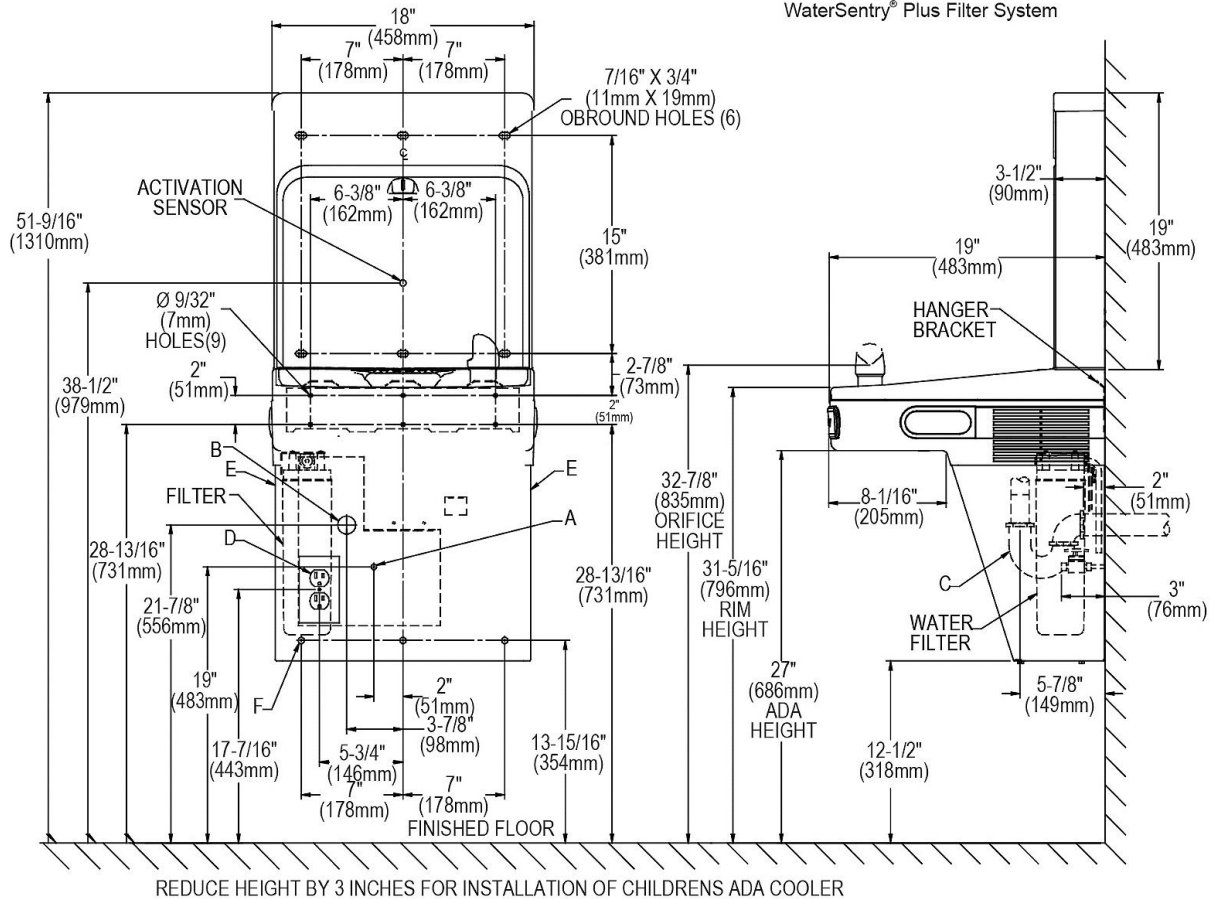 WaterSentry® Plus Filter System
18"
(458mm)
7"
(178mm)
7"
(178mm)
7/16" X 3/4"
(11mm X 19mm)
OBROUND HOLES (6)
℄
ACTIVATION
SENSOR
6-3/8"
(162mm)
6-3/8"
(162mm)
51-9/16"
(1310mm)
15"
(381mm)
Ø 9/32"
(7mm)
HOLES(9)
2"
(51mm)
38-1/2"
(979mm)
2-7/8"
(73mm)
2"
(51mm)
B
E
E
FILTER
A
D
28-13/16"
(731mm)
28-13/16"
(731mm)
21-7/8"
(556mm)
19"
(483mm)
F
2"
(51mm)
3-7/8"
(98mm)
17-7/16"
(443mm)
5-3/4"
(146mm)
13-15/16"
(354mm)
7"
(178mm)
7"
(178mm)
FINISHED FLOOR
3-1/2"
(90mm)
19"
(483mm)
19"
(483mm)
HANGER
BRACKET
32-7/8"
(835mm)
ORIFICE
HEIGHT
8-1/16"
(205mm)
2"
(51mm)
31-5/16"
(796mm)
RIM
HEIGHT
C
3"
(76mm)
WATER
FILTER
27"
(686mm)
ADA
HEIGHT
5-7/8"
(149mm)
12-1/2"
(318mm)
REDUCE HEIGHT BY 3 INCHES FOR INSTALLATION OF CHILDRENS ADA COOLER